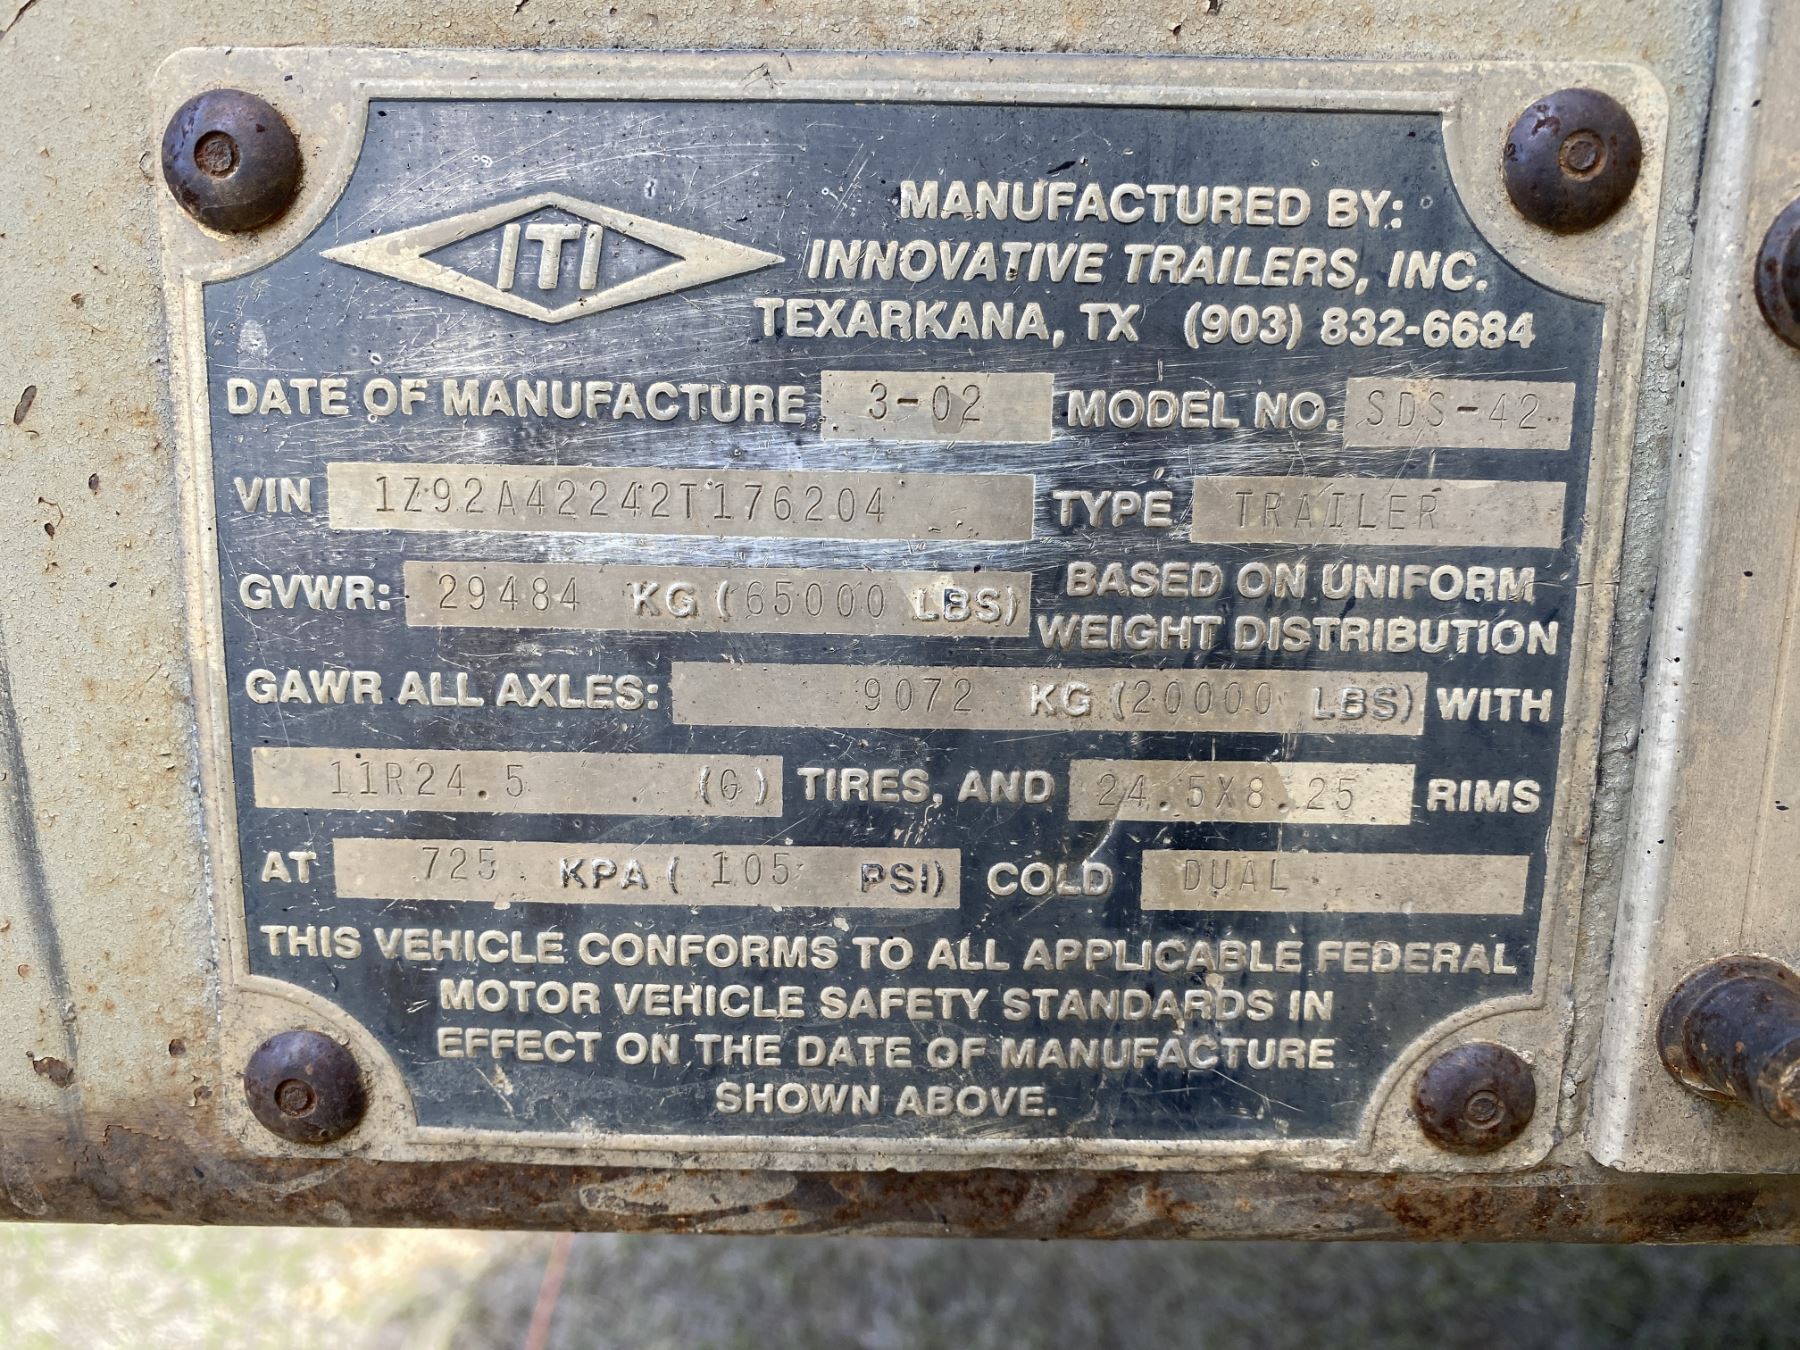 ITI
MANUFACTURED BY:
INNOVATIVE TRAILERS, INC.
TEXARKANA, TX (903) 832-6684
DATE OF MANUFACTURE 3-02 MODEL NO. SDS-42
VIN 1Z92A42242T176204 TYPE TRAILER
GVWR: 29484 KG (65000 LBS) BASED ON UNIFORM
WEIGHT DISTRIBUTION
GAWR ALL AXLES: 9072 KG (20000 LBS) WITH
11R24.5 (G) TIRES, AND 24.5X8.25 RIMS
AT 725 KPA ( 105 PSI) COLD DUAL
THIS VEHICLE CONFORMS TO ALL APPLICABLE FEDERAL
MOTOR VEHICLE SAFETY STANDARDS IN
EFFECT ON THE DATE OF MANUFACTURE
SHOWN ABOVE.